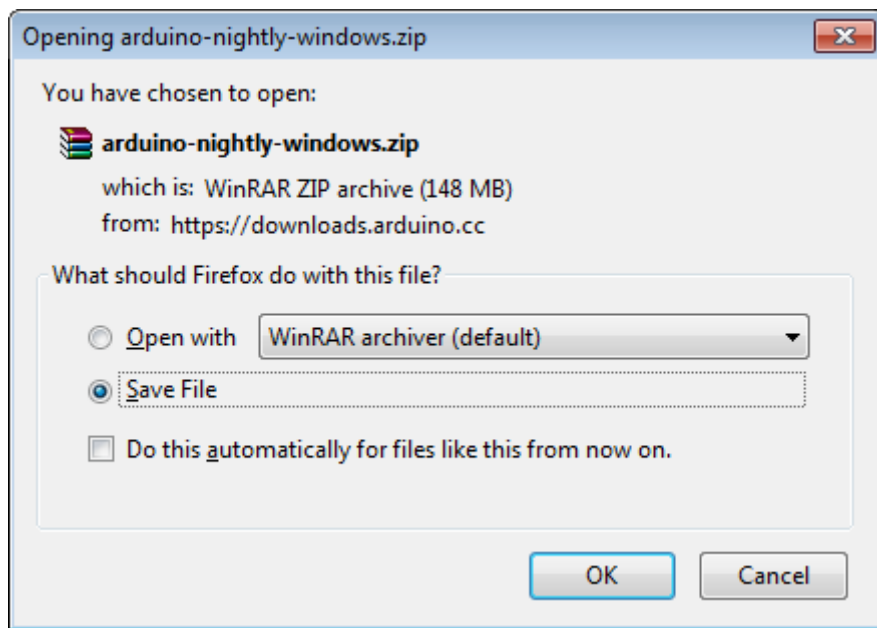 Opening arduino-nightly-windows.zip
You have chosen to open:
arduino-nightly-windows.zip
which is: WinRAR ZIP archive (148 MB)
from: https://downloads.arduino.cc
What should Firefox do with this file?
Open with WinRAR archiver (default)
Save File
Do this automatically for files like this from now on.
OK Cancel